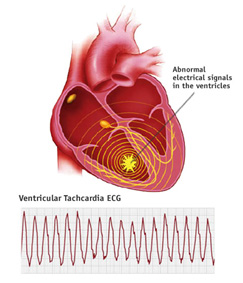 Abnormal
electrical signals
in the ventricles
Ventricular Tachcardia ECG